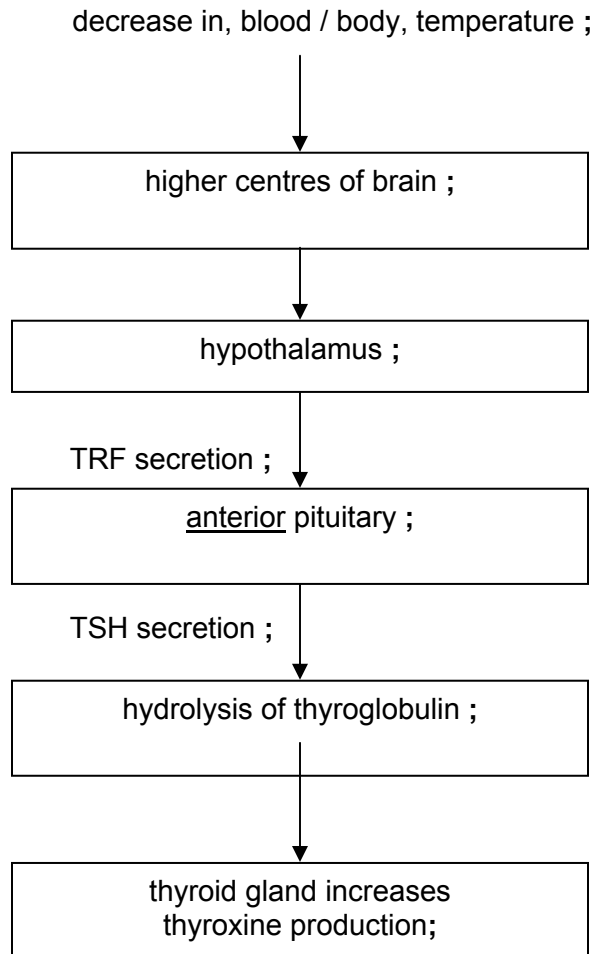 decrease in, blood / body, temperature ;
higher centres of brain ;
hypothalamus ;
TRF secretion ;
anterior pituitary ;
TSH secretion ;
hydrolysis of thyroglobulin ;
thyroid gland increases
thyroxine production;